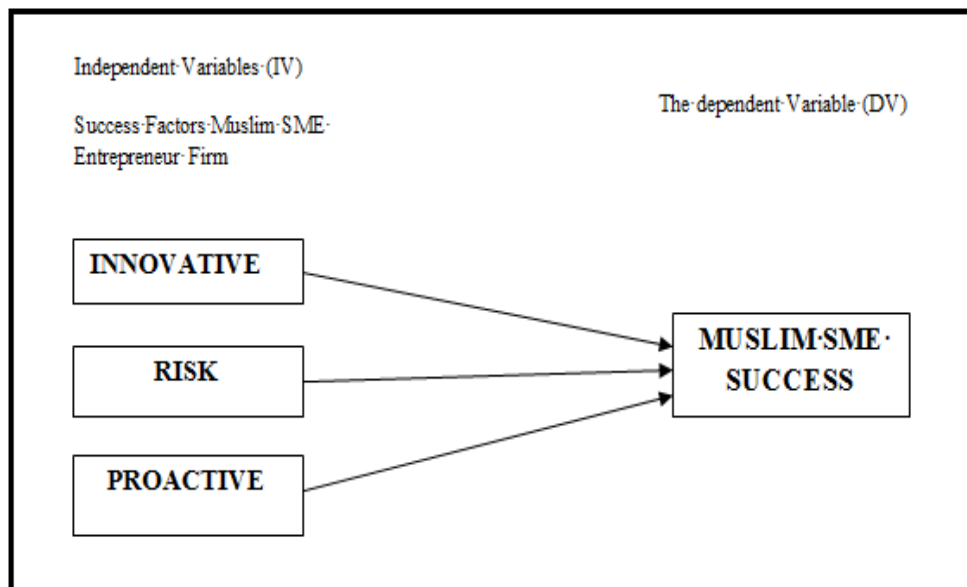 Independent·Variables·(IV)
The·dependent·Variable·(DV)
Success·Factors·Muslim·SME·
Entrepreneur·Firm
INNOVATIVE
RISK
PROACTIVE
MUSLIM·SME·
SUCCESS